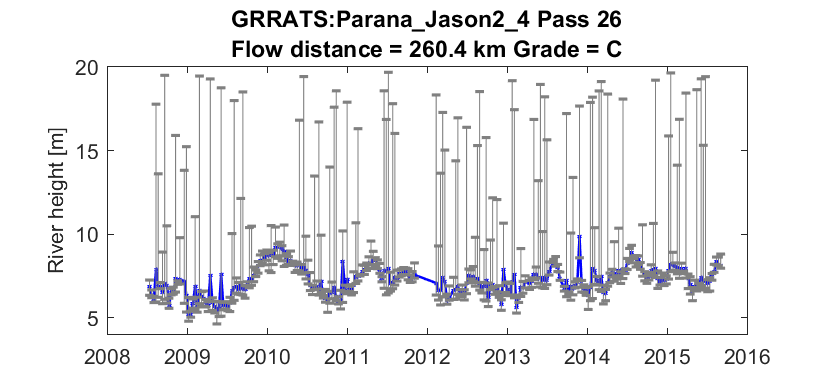 GRRATS:Parana_Jason2_4 Pass 26
Flow distance = 260.4 km Grade = C
20
15
10
5
River height [m]
2008 2009 2010 2011 2012 2013 2014 2015 2016